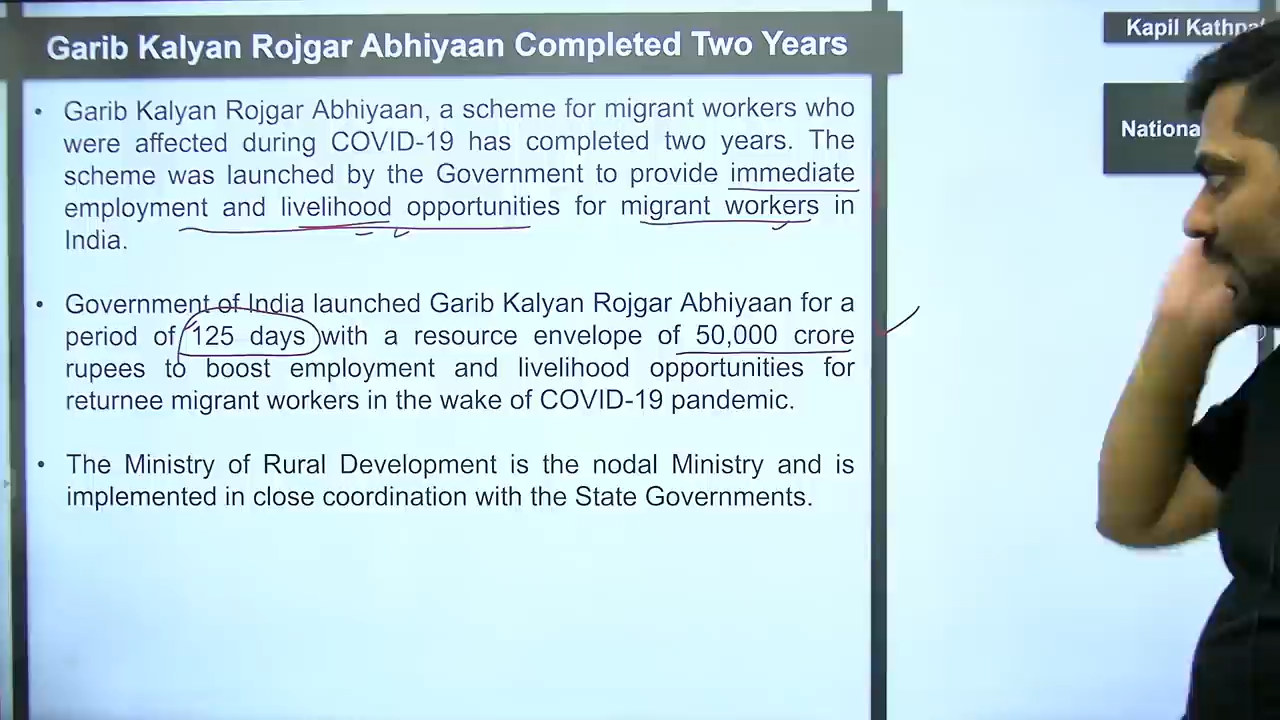 Garib Kalyan Rojgar Abhiyaan Completed Two Years
Kapil
Nationa
• Garib Kalyan Rojgar Abhiyaan, a scheme for migrant workers who
were affected during COVID-19 has completed two years. The
scheme was launched by the Government to provide immediate
employment and livelihood opportunities for migrant workers in
India.
• Government of India launched Garib Kalyan Rojgar Abhiyaan for a
period of 125 days with a resource envelope of 50,000 crore
rupees to boost employment and livelihood opportunities for
returnee migrant workers in the wake of COVID-19 pandemic.
• The Ministry of Rural Development is the nodal Ministry and is
implemented in close coordination with the State Governments.